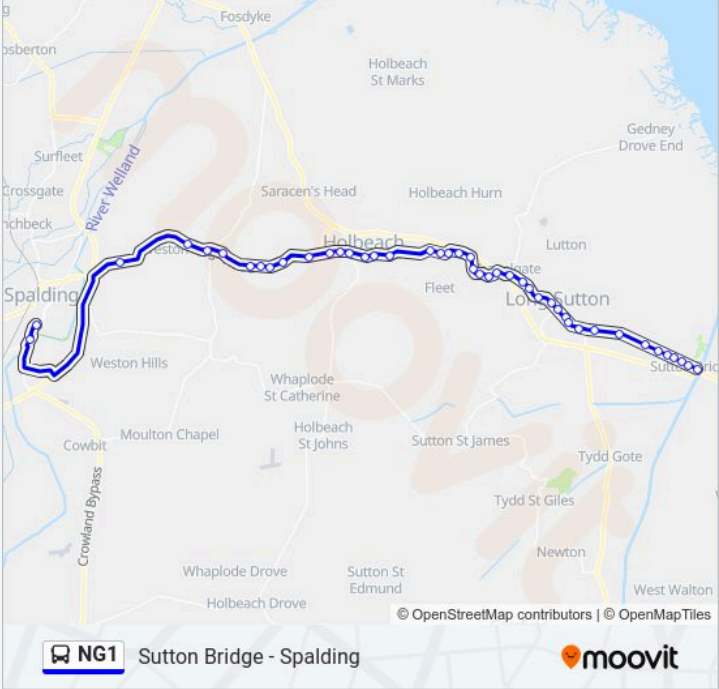 Fosdyke
osberton
Holbeach
St Marks
Gedney
Drove End
Surfleet
Crossgate
Saracen's Head
Holbeach Hurn
River Welland
Holbeach
Lutton
Spalding
Fleet
Long Sutton
Weston Hills
Whaplode
St Catherine
Holbeach
St Johns
Cowbit
Moulton Chapel
Sutton St James
Tydd Gote
Crowland Bypass
Tydd St Giles
Newton
Whaplode Drove
Sutton St
Edmund
West Walton
Holbeach Drove
© OpenStreetMap contributors | © OpenMapTiles
NG1 Sutton Bridge - Spalding
moovit